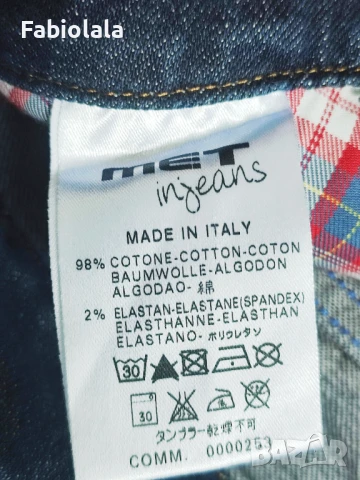 Fabiolala
MET
injeans
MADE IN ITALY
98% COTONE-COTTON-COTON
BAUMWOLLE-ALGODON
ALGODAO- 綿
2% ELASTAN-ELASTANE(SPANDEX)
ELASTHANNE-ELASTHAN
ELASTANO- ポリウレタン
30
30
タンブラー乾燥不可
COMM. 0000253
BAZAR